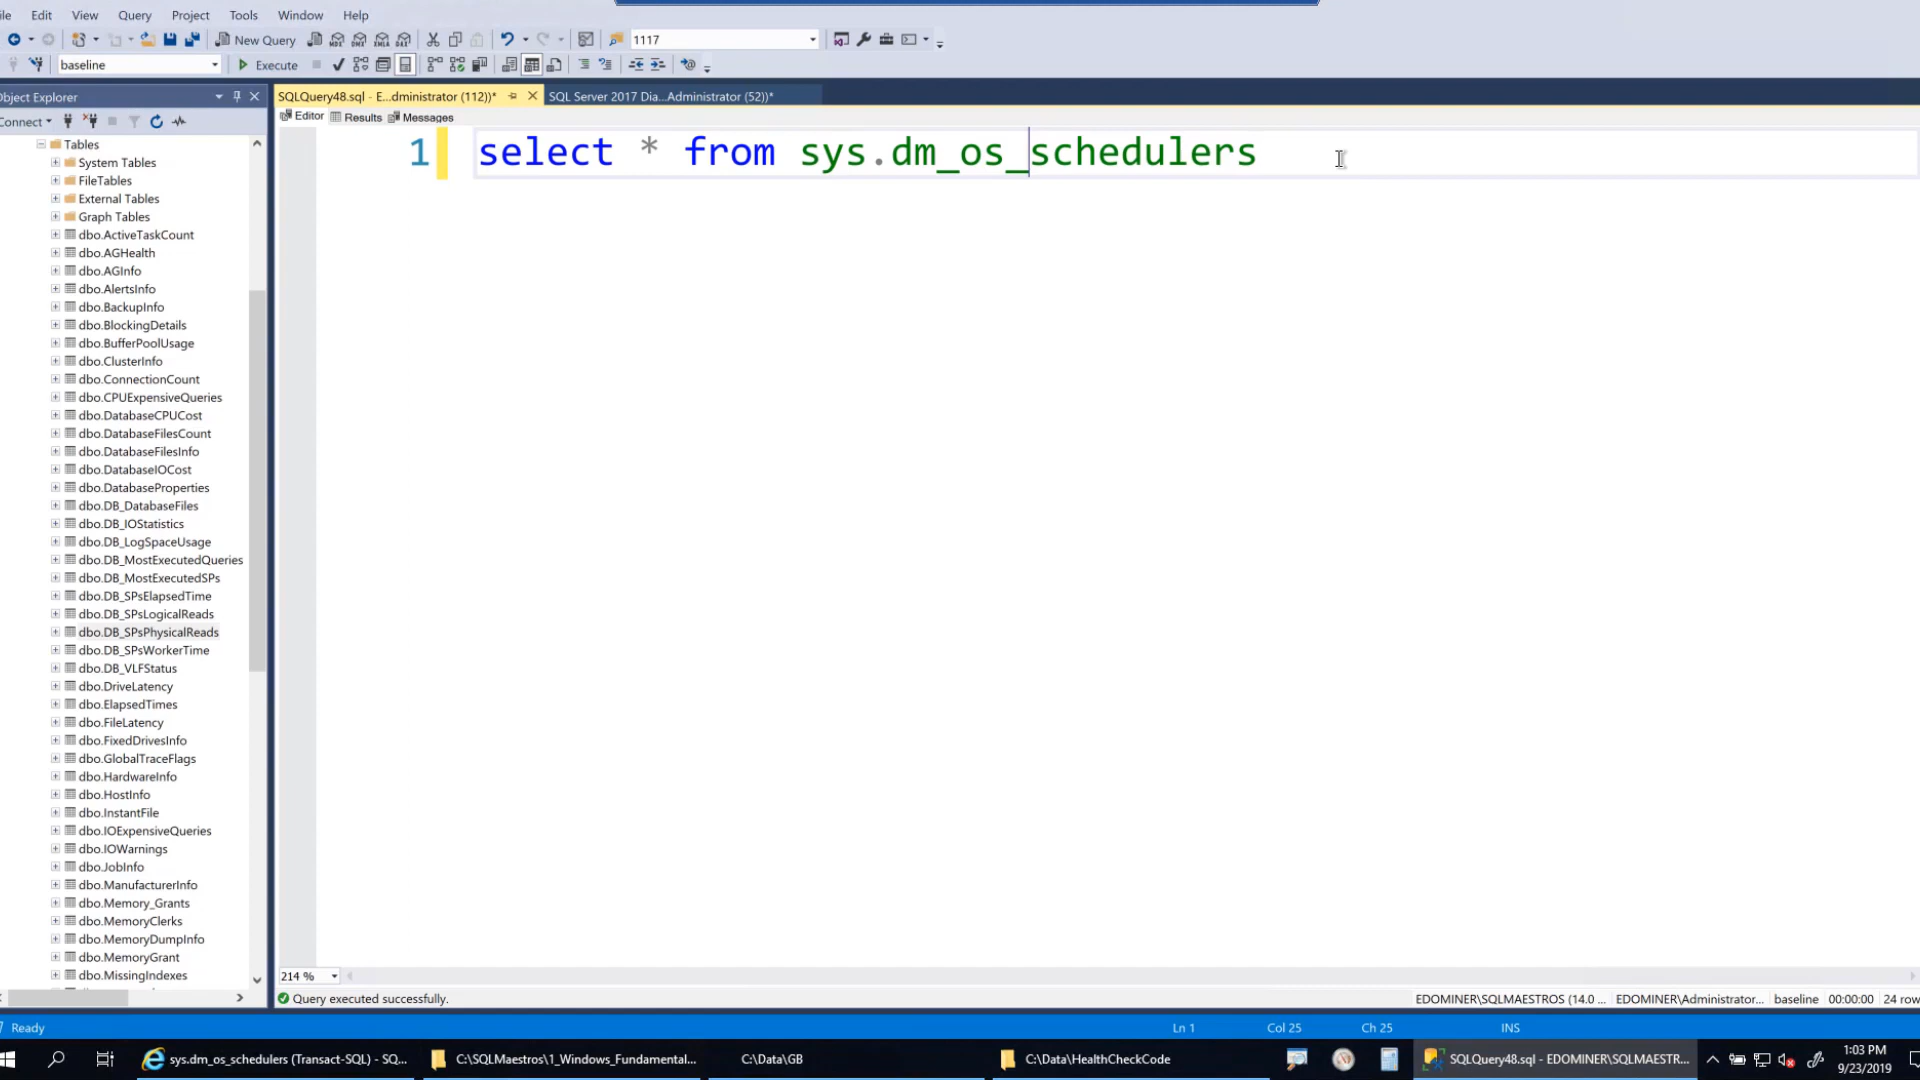 ile Edit View Query Project Tools Window Help
New Query MDX DMX XMLA DAX 1117
baseline Execute
Object Explorer
SQLQuery48.sql - E...dministrator (112))* SQL Server 2017 Dia...Administrator (52))*
Connect
Editor Results Messages
1 select * from sys.dm_os_schedulers
Tables
System Tables
FileTables
External Tables
Graph Tables
dbo.ActiveTaskCount
dbo.AGHealth
dbo.AGInfo
dbo.AlertsInfo
dbo.BackupInfo
dbo.BlockingDetails
dbo.BufferPoolUsage
dbo.ClusterInfo
dbo.ConnectionCount
dbo.CPUExpensiveQueries
dbo.DatabaseCPUCost
dbo.DatabaseFilesCount
dbo.DatabaseFilesInfo
dbo.DatabaseIOCost
dbo.DatabaseProperties
dbo.DB_DatabaseFiles
dbo.DB_IOStatistics
dbo.DB_LogSpaceUsage
dbo.DB_MostExecutedQueries
dbo.DB_MostExecutedSPs
dbo.DB_SPsElapsedTime
dbo.DB_SPsLogicalReads
dbo.DB_SPsPhysicalReads
dbo.DB_SPsWorkerTime
dbo.DB_VLFStatus
dbo.DriveLatency
dbo.ElapsedTimes
dbo.FileLatency
dbo.FixedDrivesInfo
dbo.GlobalTraceFlags
dbo.HardwareInfo
dbo.HostInfo
dbo.InstantFile
dbo.IOExpensiveQueries
dbo.IOWarnings
dbo.JobInfo
dbo.ManufacturerInfo
dbo.Memory_Grants
dbo.MemoryClerks
dbo.MemoryDumpInfo
dbo.MemoryGrant
dbo.MissingIndexes
214 %
Query executed successfully. EDOMINER\SQLMAESTROS (14.0 ... EDOMINER\Administrator... baseline 00:00:00 24 row
Ready Ln 1 Col 25 Ch 25 INS
sys.dm_os_schedulers (Transact-SQL) - SQ... C:\SQLMaestros\1_Windows_Fundamental... C:\Data\GB C:\Data\HealthCheckCode SQLQuery48.sql - EDOMINER\SQLMAESTR... 1:03 PM
9/23/2019